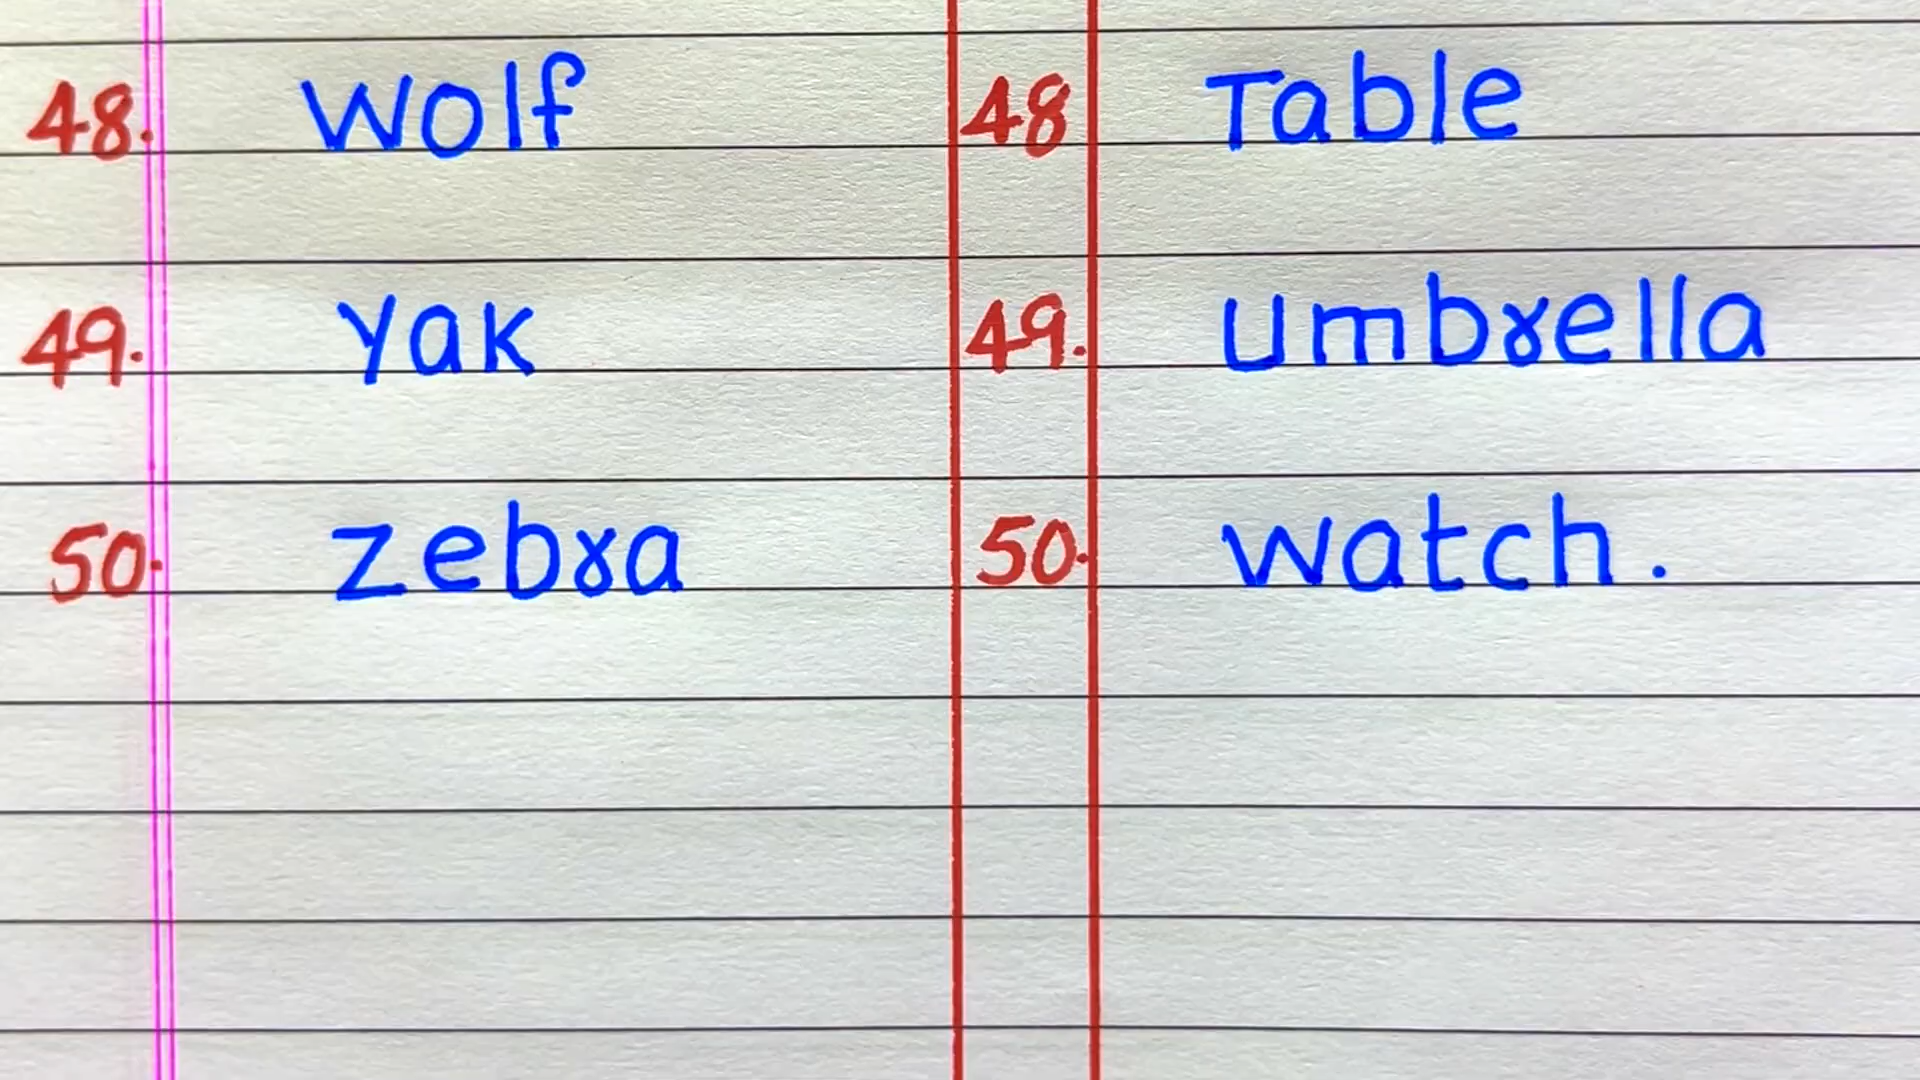 48. Wolf 48 Table
49. Yak 49. Umbrella
50. Zebra 50. Watch.